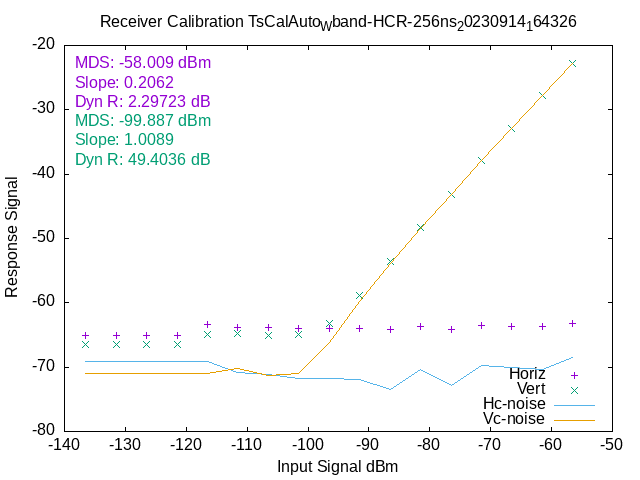 Receiver Calibration TsCalAutoWband-HCR-256ns20230914164326
MDS: -58.009 dBm
Slope: 0.2062
Dyn R: 2.29723 dB
MDS: -99.887 dBm
Slope: 1.0089
Dyn R: 49.4036 dB
-20
-30
-40
-50
-60
-70
-80
Response Signal
Horiz
Vert
Hc-noise
Vc-noise
-140 -130 -120 -110 -100 -90 -80 -70 -60 -50
Input Signal dBm